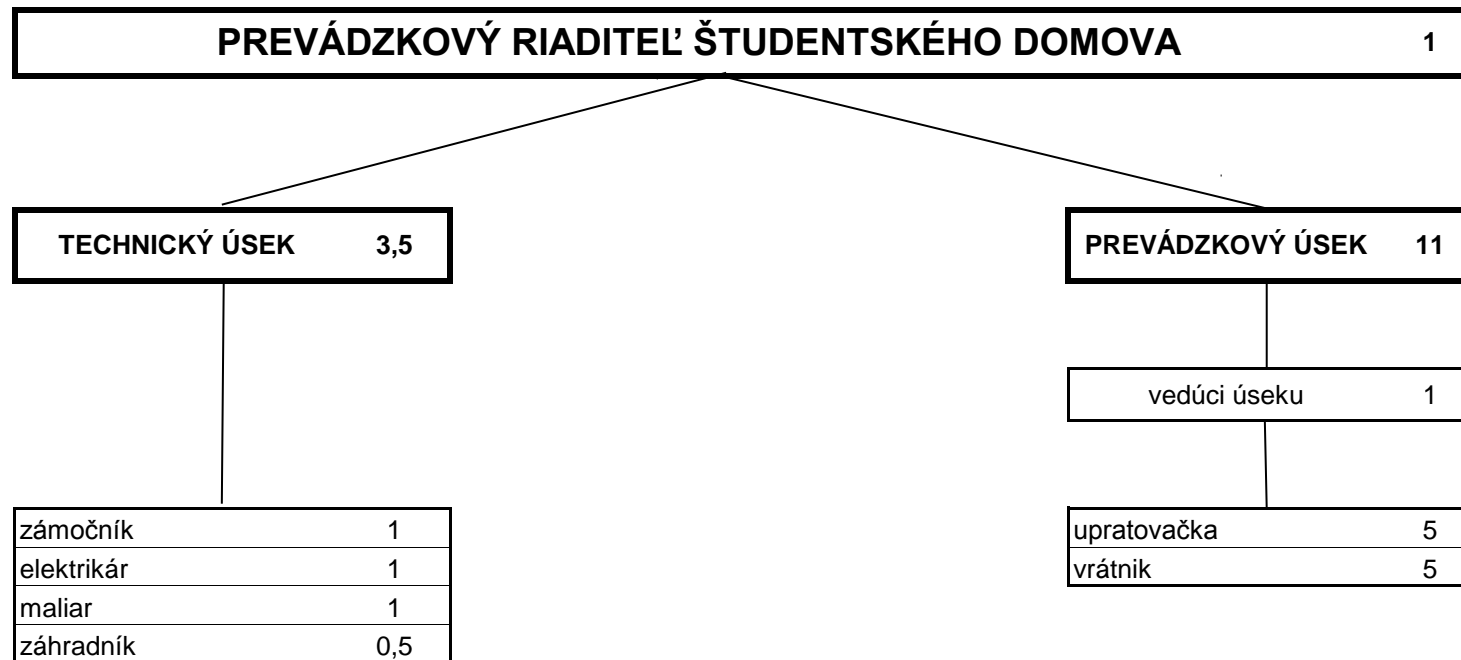 PREVÁDZKOVÝ RIADITEĽ ŠTUDENTSKÉHO DOMOVA 1
TECHNICKÝ ÚSEK 3,5
PREVÁDZKOVÝ ÚSEK 11
vedúci úseku 1
zámočník 1
elektrikár 1
maliar 1
záhradník 0,5
upratovačka 5
vrátnik 5